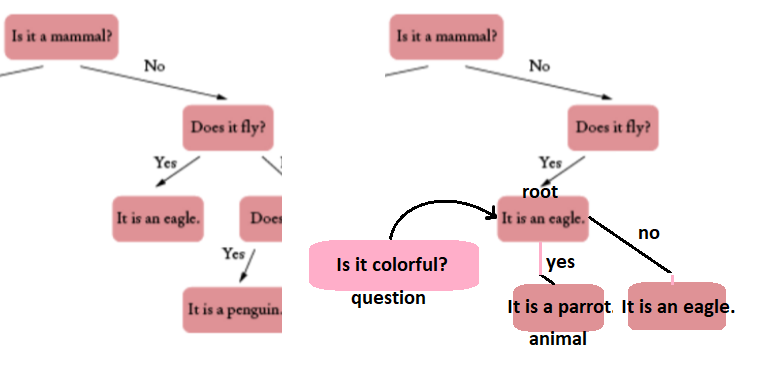 Is it a mammal?
No
Does it fly?
Yes
It is an eagle.
Does
Yes
It is a penguin.
Is it a mammal?
No
Does it fly?
Yes
root
It is an eagle.
no
Is it colorful?
yes
question
It is a parrot.
It is an eagle.
animal